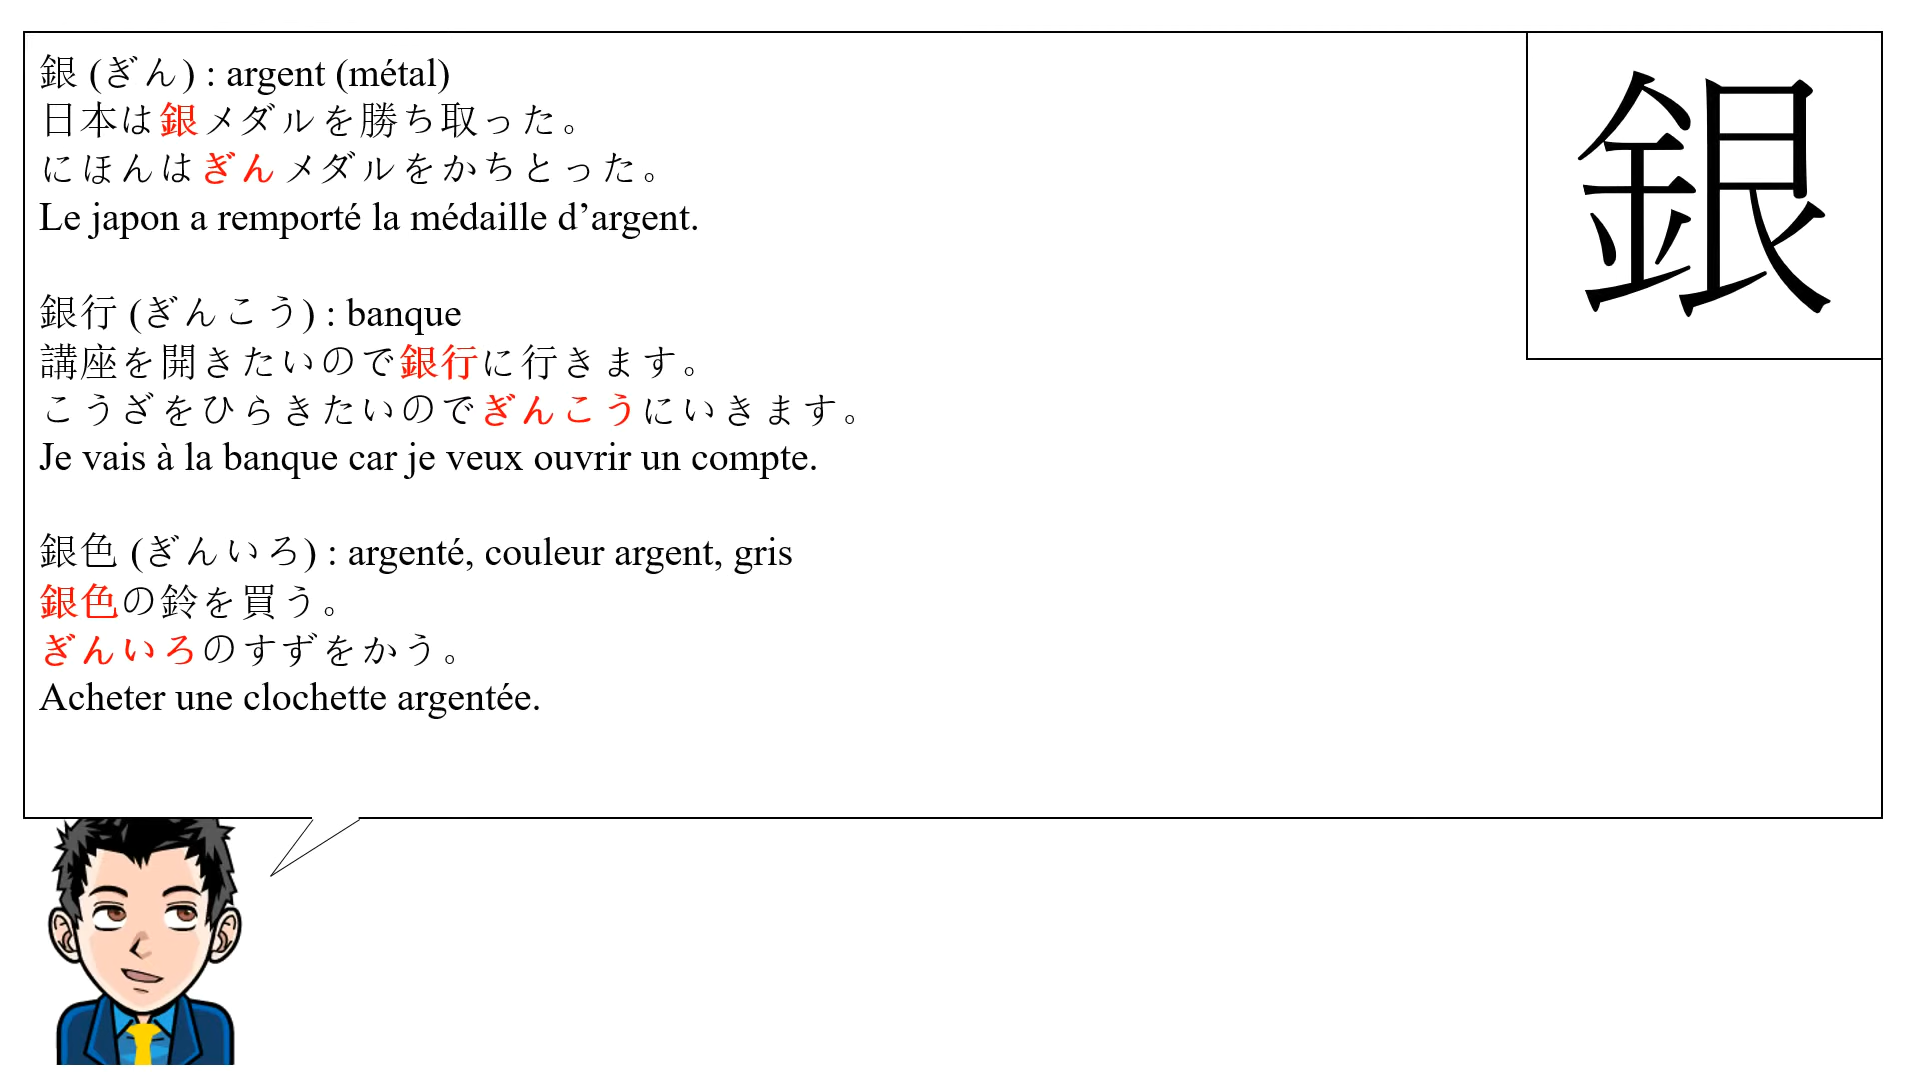 銀 (ぎん) : argent (métal)
日本は銀メダルを勝ち取った。
にほんはぎんメダルをかちとった。
Le japon a remporté la médaille d’argent.
銀行 (ぎんこう) : banque
講座を開きたいので銀行に行きます。
こうざをひらきたいのでぎんこうにいきます。
Je vais à la banque car je veux ouvrir un compte.
銀色 (ぎんいろ) : argenté, couleur argent, gris
銀色の鈴を買う。
ぎんいろのすずをかう。
Acheter une clochette argentée.
銀